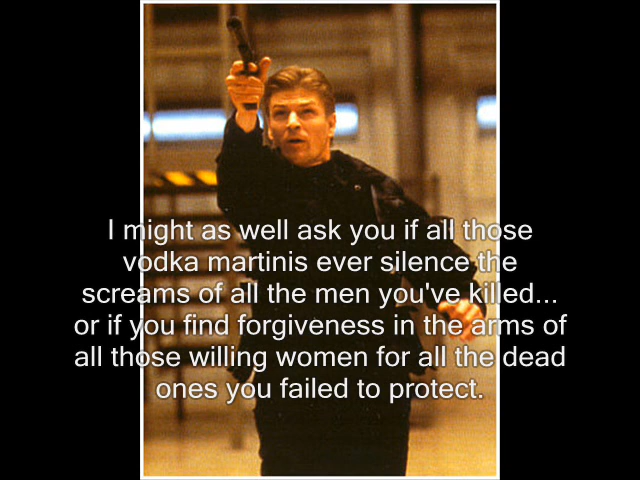 I might as well ask you if all those
vodka martinis ever silence the
screams of all the men you've killed...
or if you find forgiveness in the arms of
all those willing women for all the dead
ones you failed to protect.